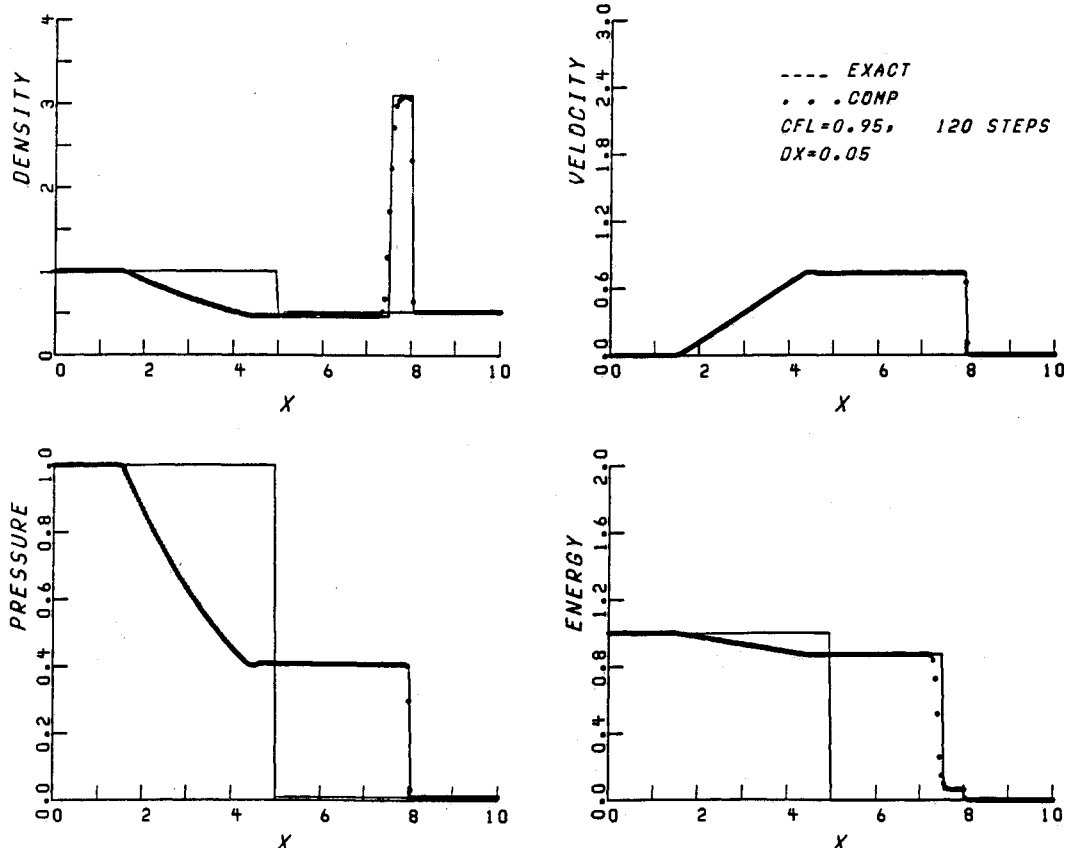 DENSITY
4
3
2
1
0
0 2 4 6 8 10
X
VELOCITY
3.0
2.4
1.8
1.2
0.6
0.0
0 2 4 6 8 10
X
---- EXACT
. . . COMP
CFL=0.95, 120 STEPS
DX=0.05
PRESSURE
1.0
0.8
0.6
0.4
0.2
.0
0 2 4 6 8 10
X
ENERGY
2.0
1.6
1.2
0.8
0.4
.0
0 2 4 6 8 10
X